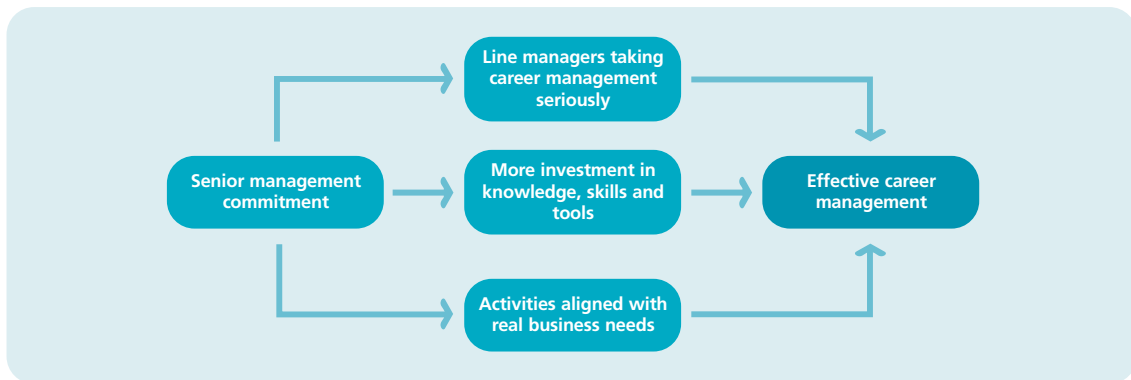 Line managers taking
career management
seriously
Senior management
commitment
More investment in
knowledge, skills and
tools
Effective career
management
Activities aligned with
real business needs